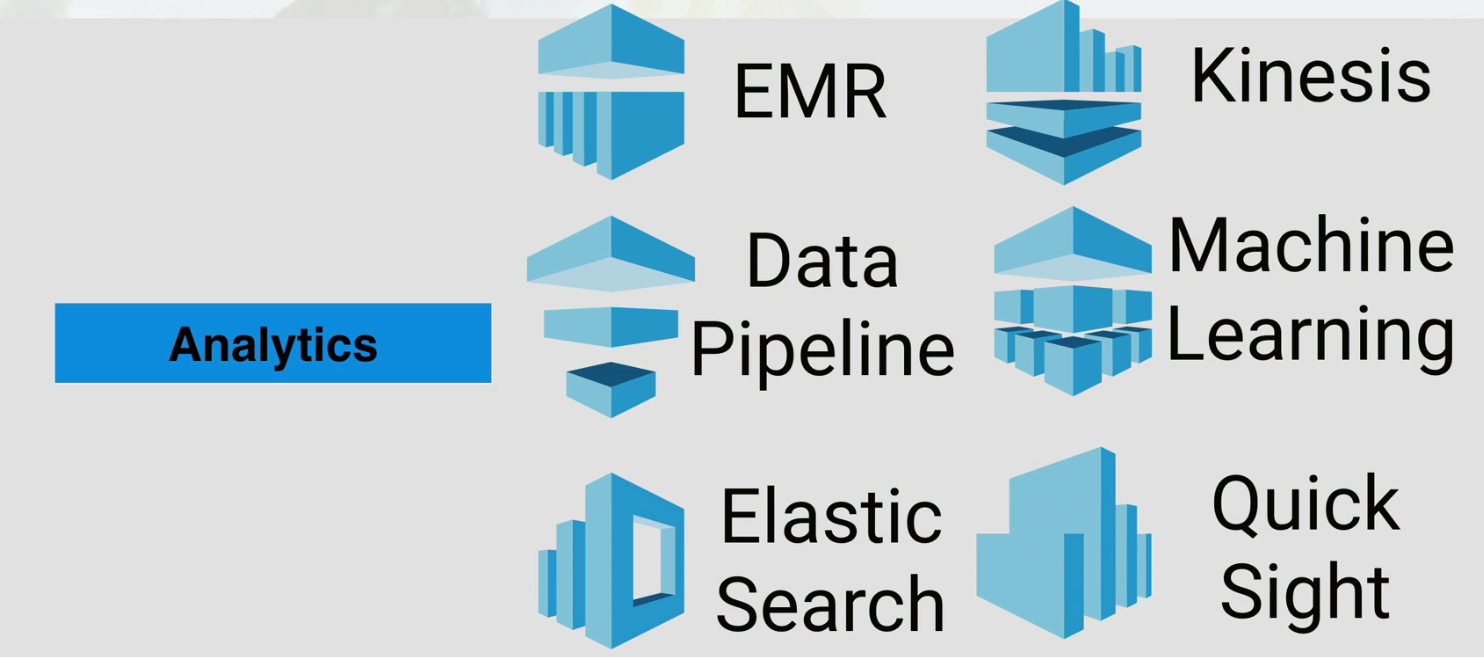 EMR
Kinesis
Data
Pipeline
Machine
Learning
Analytics
Elastic
Search
Quick
Sight